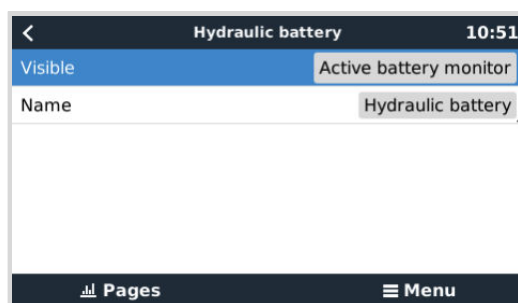 Hydraulic battery 10:51
Visible Active battery monitor
Name Hydraulic battery
Pages Menu